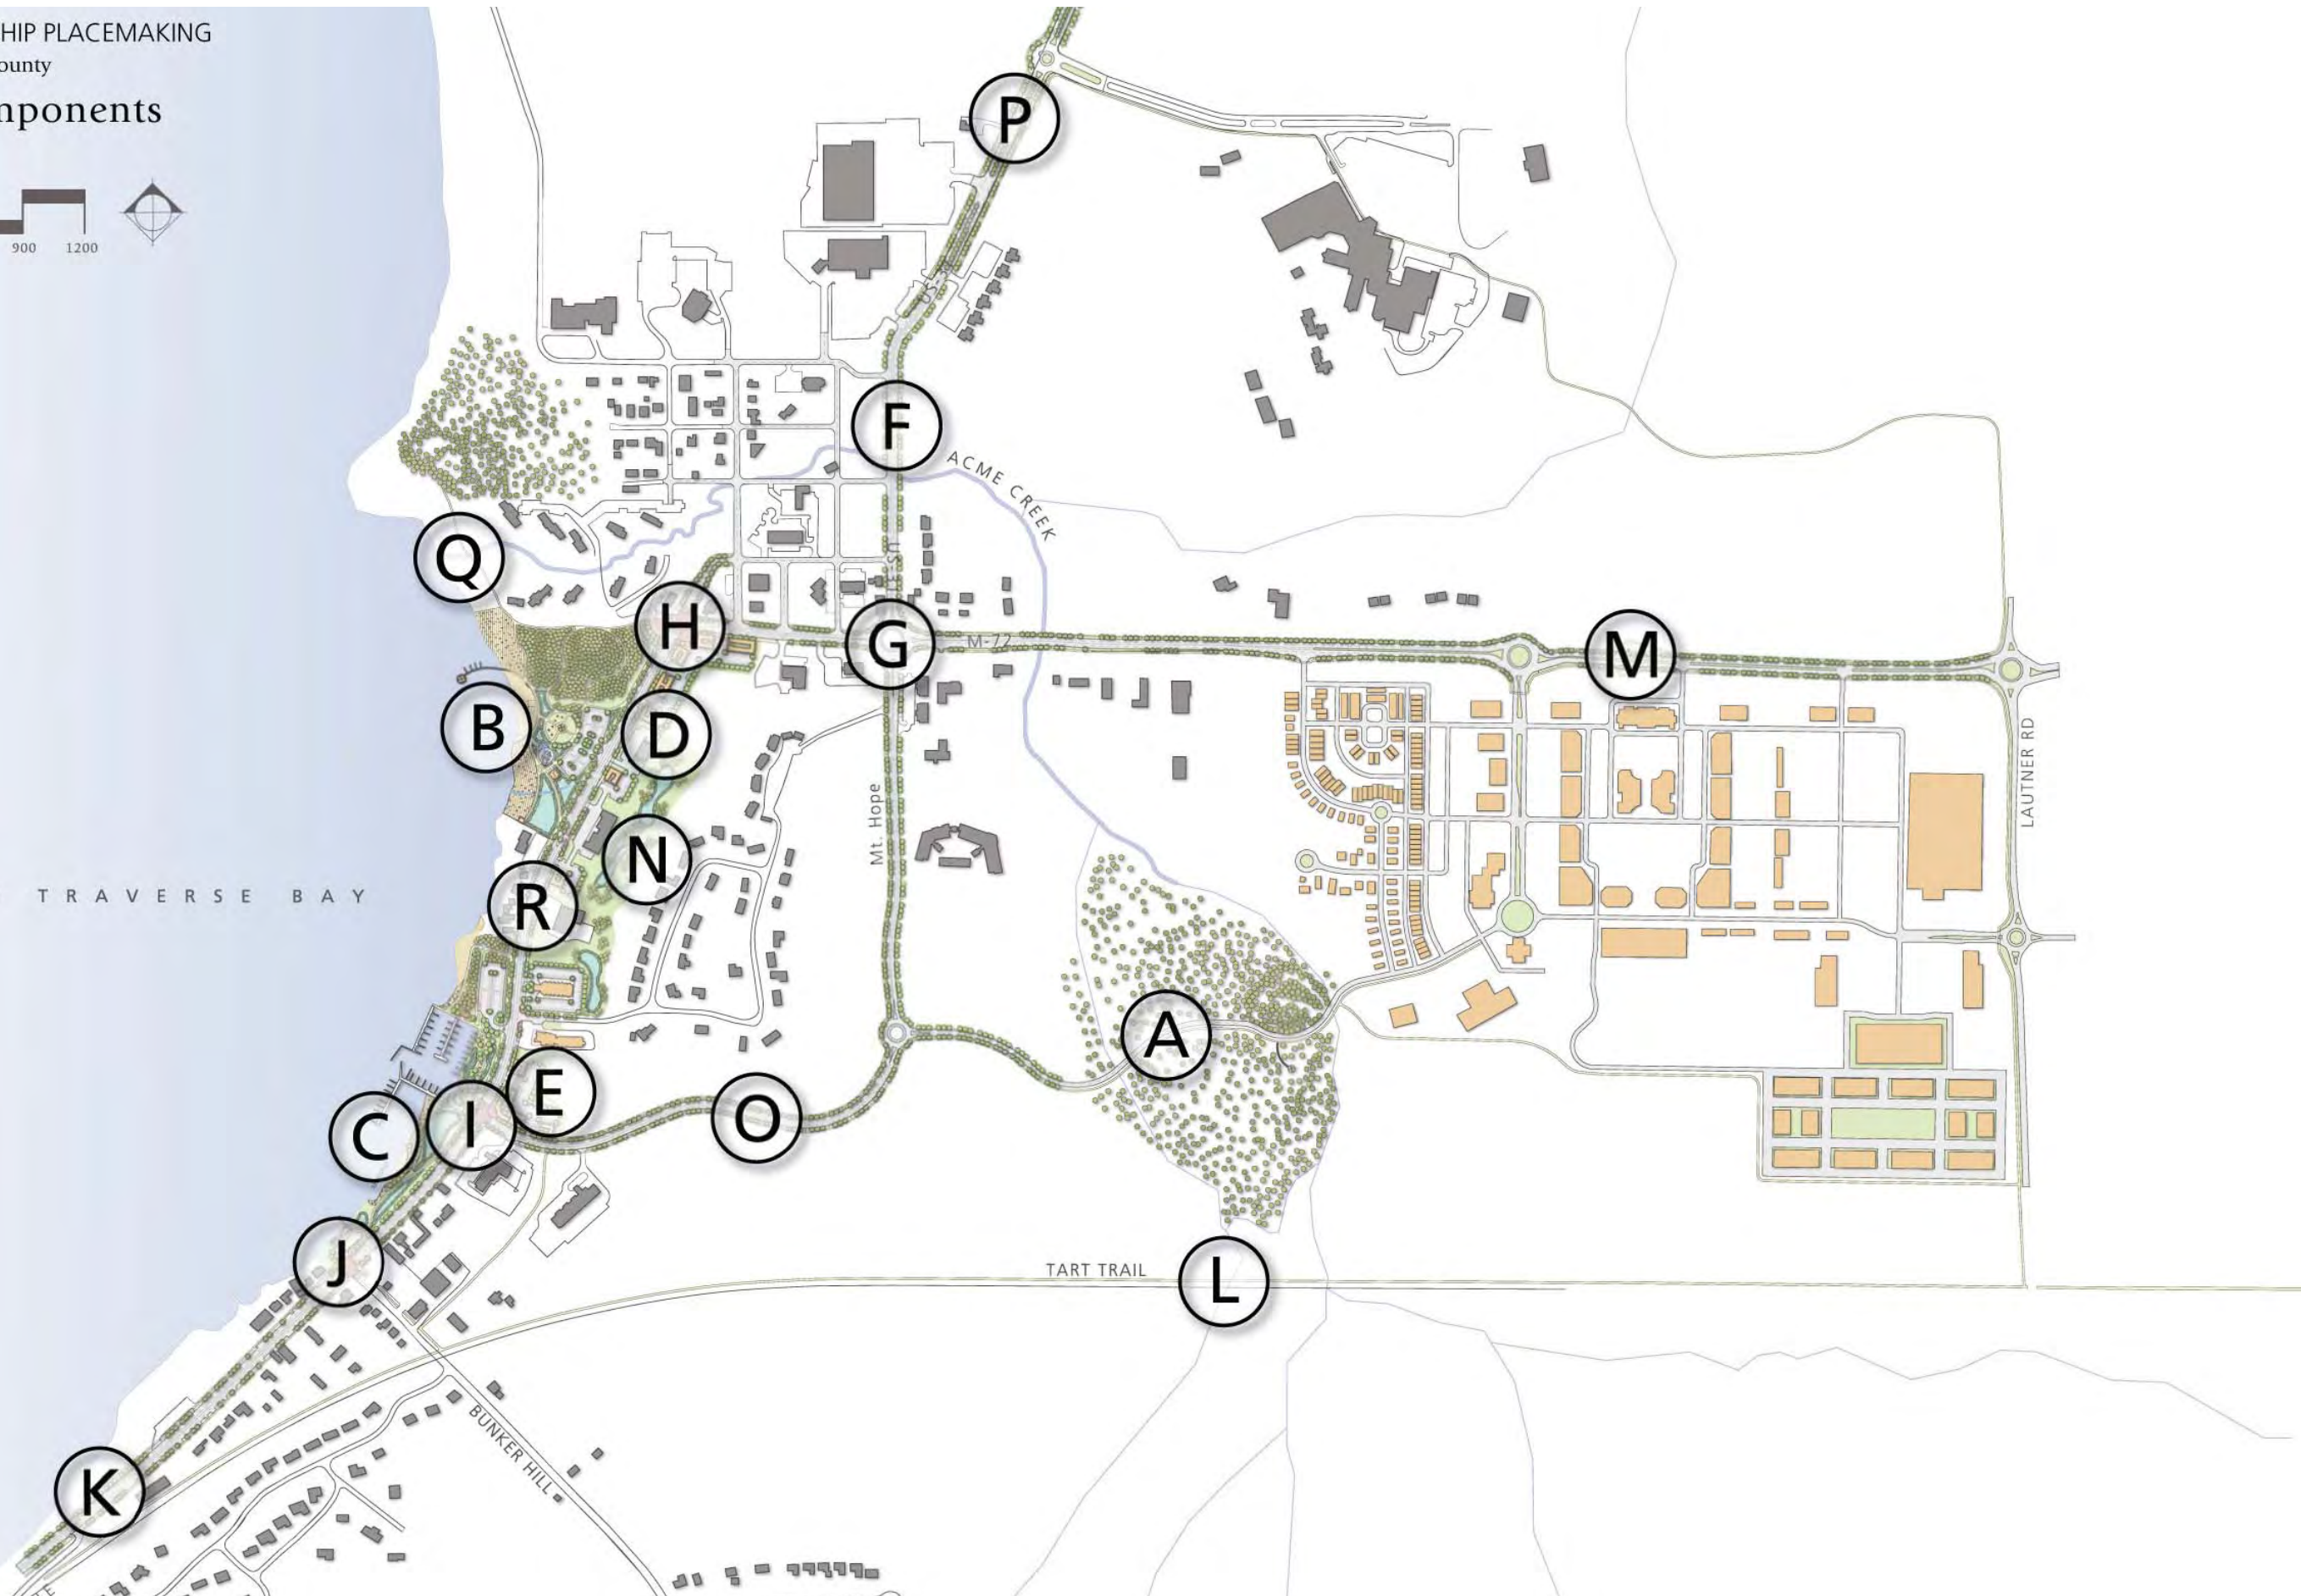 HIP PLACEMAKING
ounty
nponents
900 1200
P
F
ACME CREEK
Q
H
G
M-72
M
B
D
LAUTNER RD
Mt. Hope
N
TRAVERSE BAY
R
A
E
O
I
C
J
TART TRAIL
L
BUNKER HILL
K